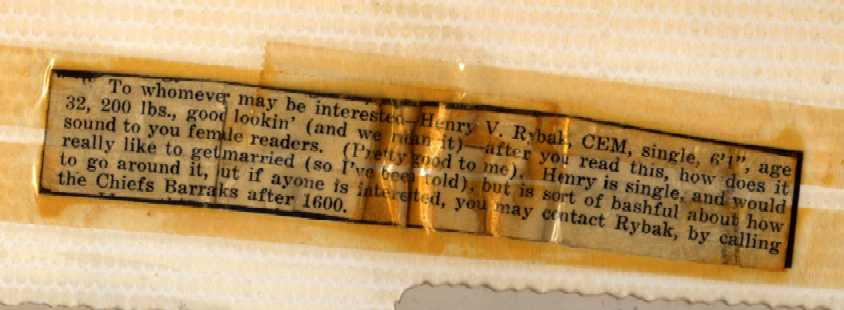 To whomever may be interested—Henry V. Rybak, CEM, single, 6'1", age
32, 200 lbs., good lookin' (and we mean it)—after you read this, how does it
sound to you female readers. (Pretty good to me). Henry is single, and would
really like to get married (so I've been told), but is sort of bashful about how
to go around it, but if ayone is interested, you may contact Rybak, by calling
the Chiefs Barraks after 1600.